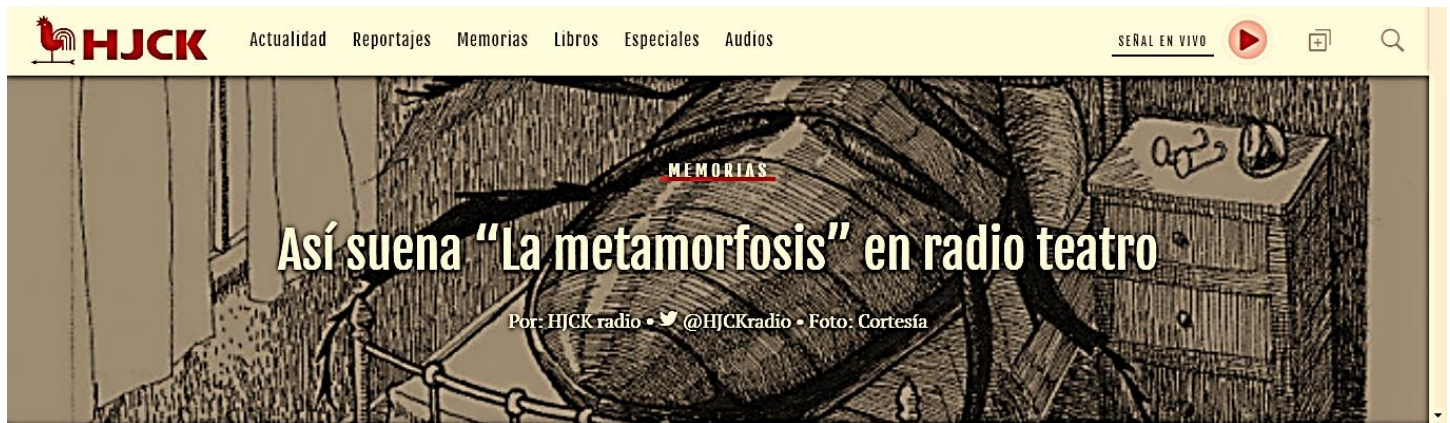 HJCK Actualidad Reportajes Memorias Libros Especiales Audios SEÑAL EN VIVO
MEMORIAS
Así suena “La metamorfosis” en radio teatro
Por: HJCK radio • @HJCKradio • Foto: Cortesía